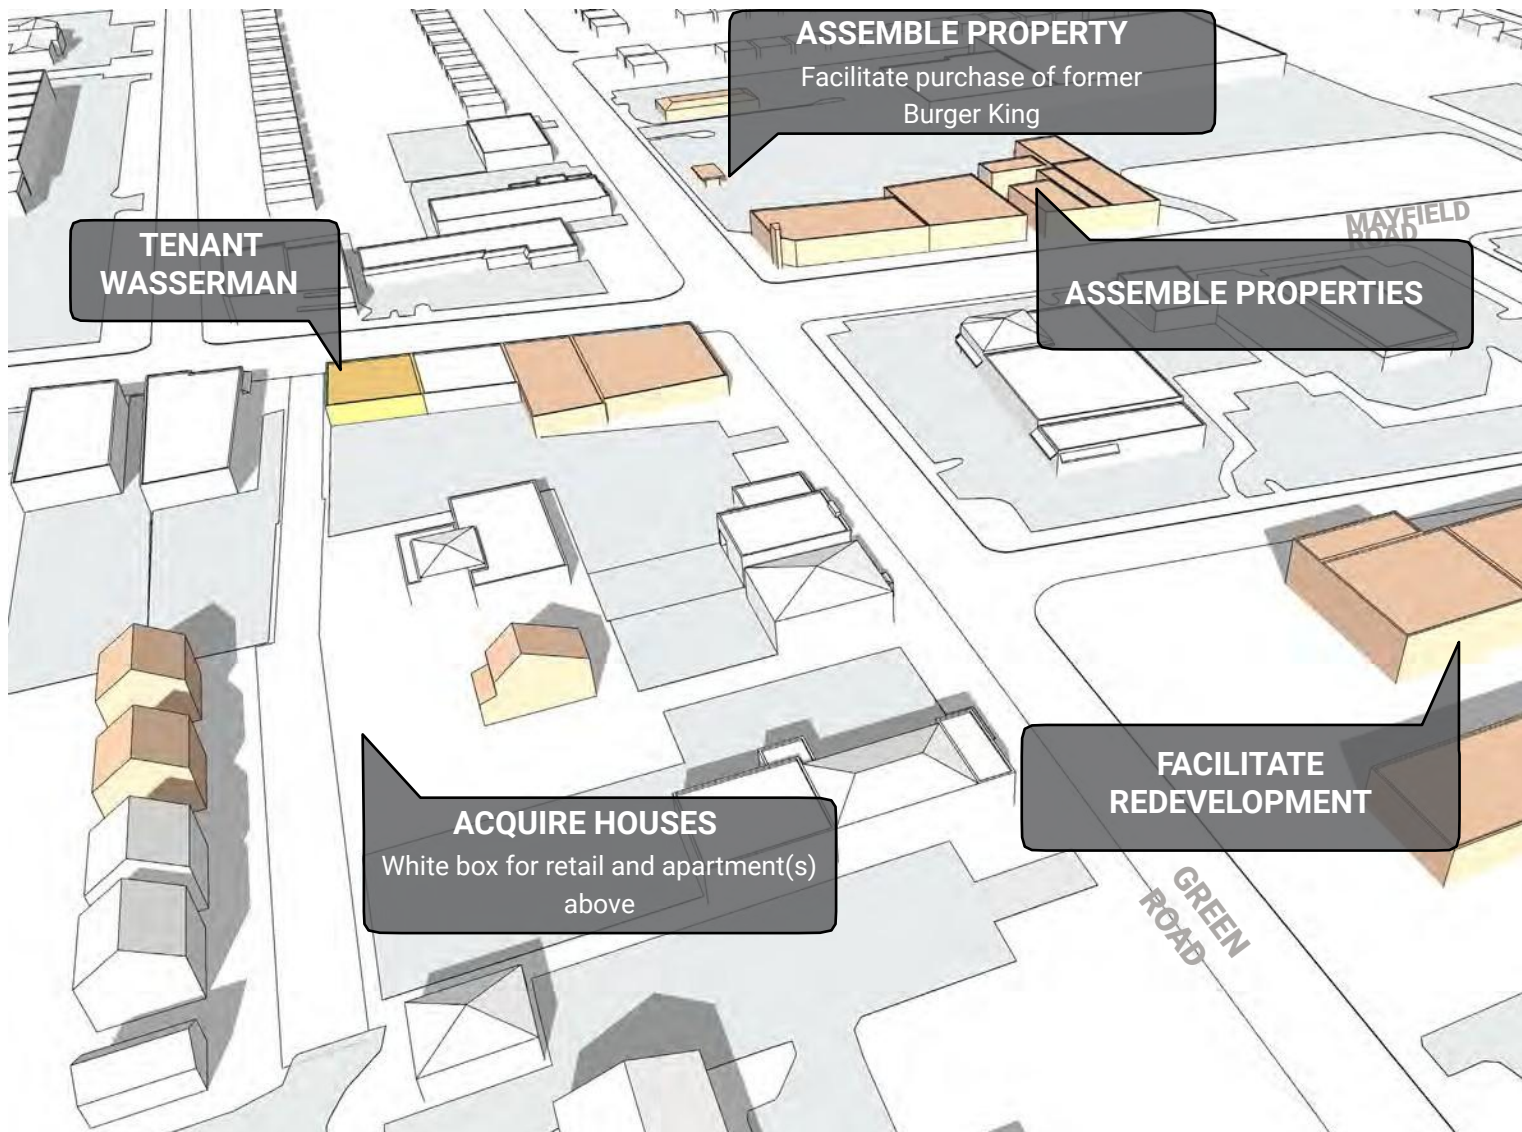 ASSEMBLE PROPERTY
Facilitate purchase of former
Burger King
MAYFIELD
ROAD
TENANT
WASSERMAN
ASSEMBLE PROPERTIES
FACILITATE
REDEVELOPMENT
ACQUIRE HOUSES
White box for retail and apartment(s)
above
GREEN
ROAD